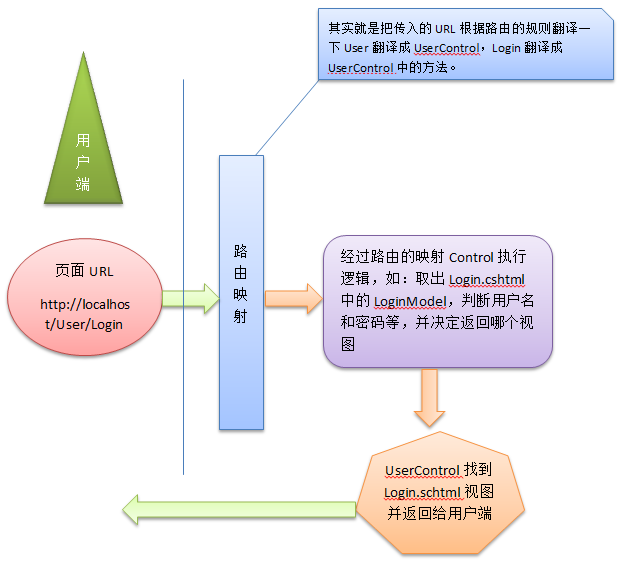 其实就是把传入的 URL 根据路由的规则翻译一
下 User 翻译成 UserControl，Login 翻译成
UserControl 中的方法。
用
户
端
页面 URL
http://localhos
t/User/Login
路
由
映
射
经过路由的映射 Control 执行
逻辑，如：取出 Login.cshtml
中的 LoginModel，判断用户名
和密码等，并决定返回哪个视
图
UserControl 找到
Login.schtml 视图
并返回给用户端